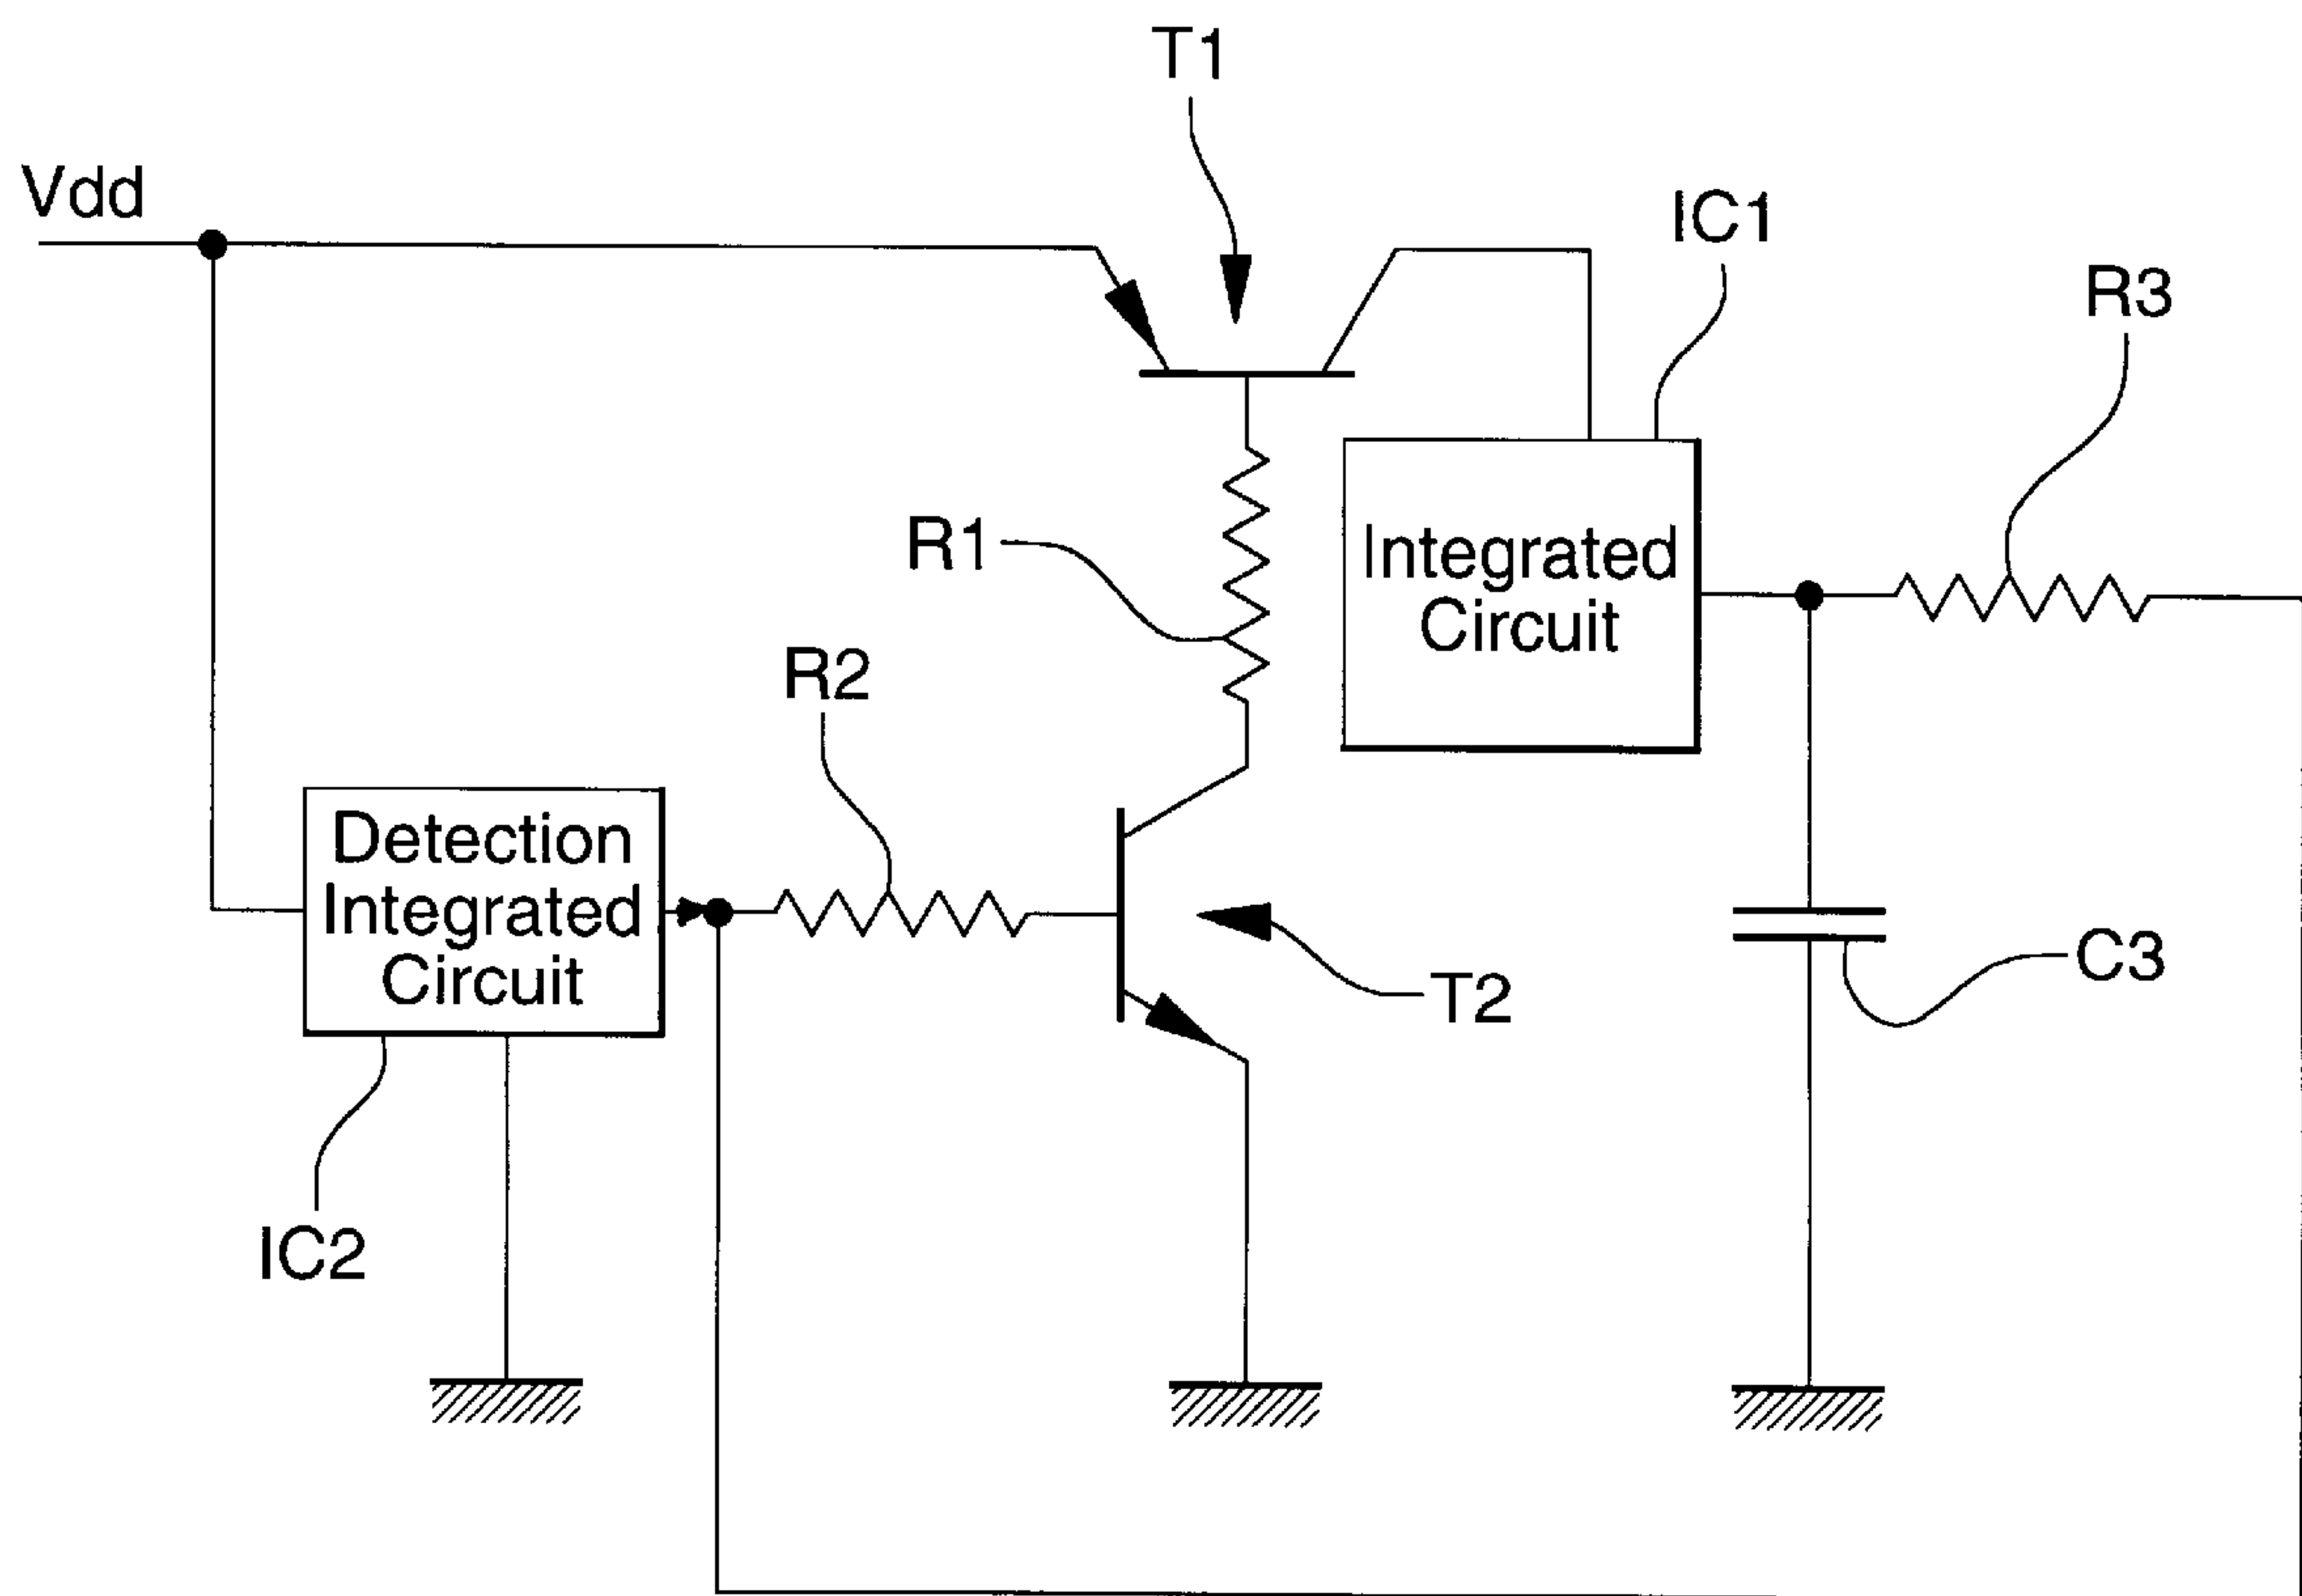 T1
Vdd
IC1
R3
R1
Integrated
Circuit
R2
Detection
Integrated
Circuit
C3
T2
IC2